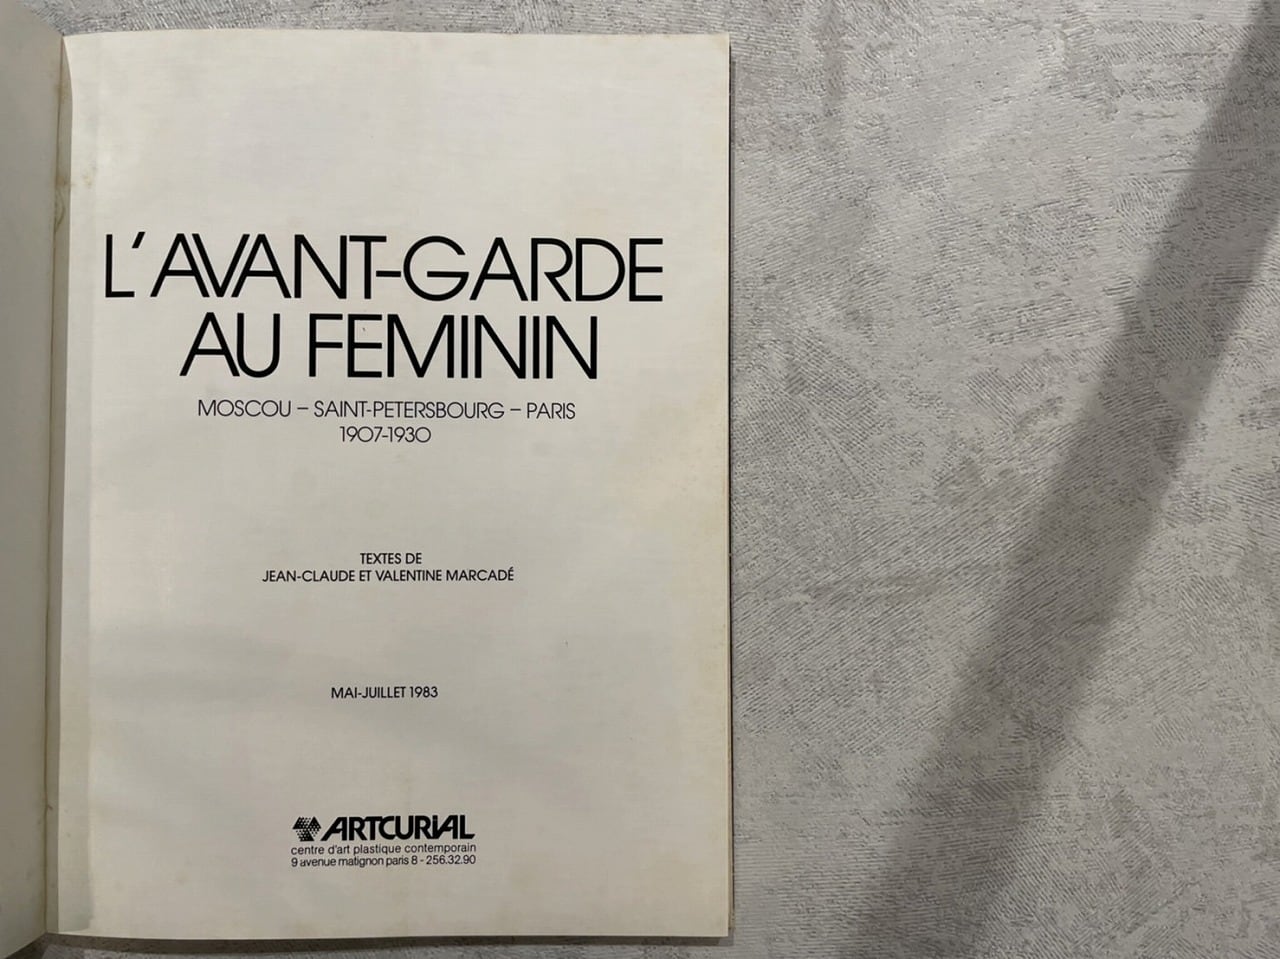 L'AVANT-GARDE
AU FEMININ
MOSCOU – SAINT-PETERSBOURG – PARIS
1907-1930
TEXTES DE
JEAN-CLAUDE ET VALENTINE MARCADÉ
MAI-JUILLET 1983
ARTCURIAL
centre d'art plastique contemporain
9 avenue matignon paris 8 - 256.32.90